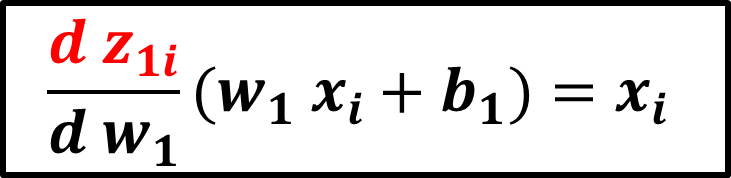 d z₁ᵢ / d w₁ (w₁ xᵢ + b₁) = xᵢ